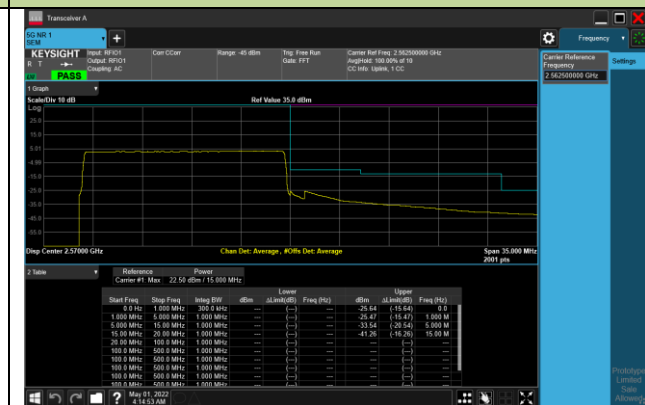 Transceiver A
5G NR 1
SEM
Frequency
KEYSIGHT
R T
LXI
PASS
Input: RFIO1
Output: RFIO1
Coupling: AC
Corr CCorr
Range: -45 dBm
Trig: Free Run
Gate: FFT
Carrier Ref Freq: 2.562500000 GHz
Avg|Hold: 100.00% of 10
CC Info: Uplink, 1 CC
Carrier Reference Frequency
2.562500000 GHz
Settings
1 Graph
Scale/Div 10 dB
Ref Value 35.0 dBm
Log
25.0
15.0
5.01
-4.99
-15.0
-25.0
-35.0
-45.0
-55.0
Disp Center 2.57000 GHz
Chan Det: Average , #Offs Det: Average
Span 35.000 MHz
2001 pts
2 Table
Reference Power
Carrier #1: Max 22.50 dBm / 15.000 MHz
Lower Upper
Start Freq Stop Freq Integ BW dBm ΔLimit(dB) Freq (Hz) dBm ΔLimit(dB) Freq (Hz)
0.0 Hz 1.000 MHz 300.0 kHz --- (---) --- -25.64 (-15.64) 0.0
1.000 MHz 5.000 MHz 1.000 MHz --- (---) --- -25.47 (-15.47) 1.000 M
5.000 MHz 15.00 MHz 1.000 MHz --- (---) --- -33.54 (-20.54) 5.000 M
15.00 MHz 20.00 MHz 1.000 MHz --- (---) --- -41.26 (-16.26) 15.00 M
20.00 MHz 100.0 MHz 1.000 MHz --- (---) --- --- (---) ---
100.0 MHz 500.0 MHz 1.000 MHz --- (---) --- --- (---) ---
100.0 MHz 500.0 MHz 1.000 MHz --- (---) --- --- (---) ---
100.0 MHz 500.0 MHz 1.000 MHz --- (---) --- --- (---) ---
100.0 MHz 500.0 MHz 1.000 MHz --- (---) --- --- (---) ---
Prototype
Limited
Sale
Allowed
May 01, 2022
4:14:53 AM